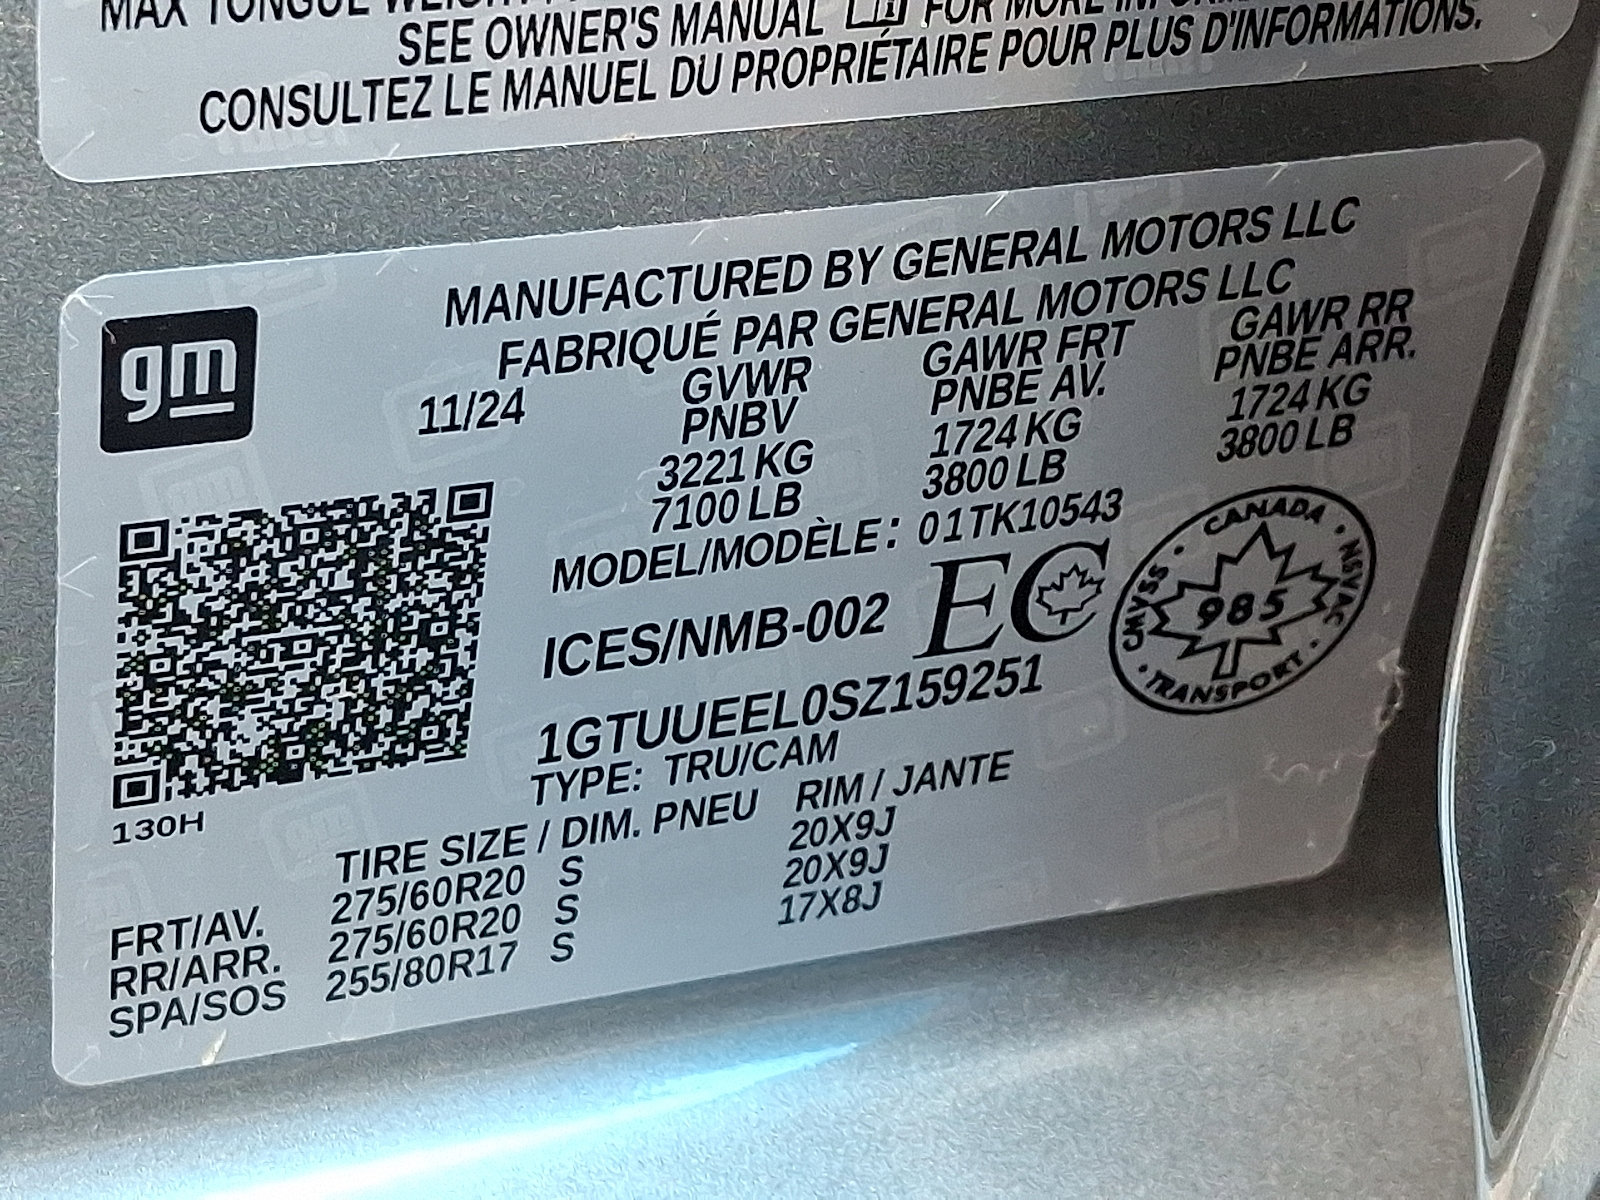 MAX TONGUE WEIGHT
SEE OWNER'S MANUAL FOR MORE
CONSULTEZ LE MANUEL DU PROPRIÉTAIRE POUR PLUS D'INFORMATIONS.
gm
MANUFACTURED BY GENERAL MOTORS LLC
FABRIQUÉ PAR GENERAL MOTORS LLC
11/24 GVWR GAWR FRT GAWR RR
PNBV PNBE AV. PNBE ARR.
3221 KG 1724 KG 1724 KG
7100 LB 3800 LB 3800 LB
MODEL/MODÈLE: 01TK10543
ICES/NMB-002 EC
CANADA · NSVAC · TRANSPORT · CMVSS ·
985
1GTUUEEL0SZ159251
TYPE: TRU/CAM
130H
TIRE SIZE / DIM. PNEU RIM / JANTE
FRT/AV. 275/60R20 S 20X9J
RR/ARR. 275/60R20 S 20X9J
SPA/SOS 255/80R17 S 17X8J